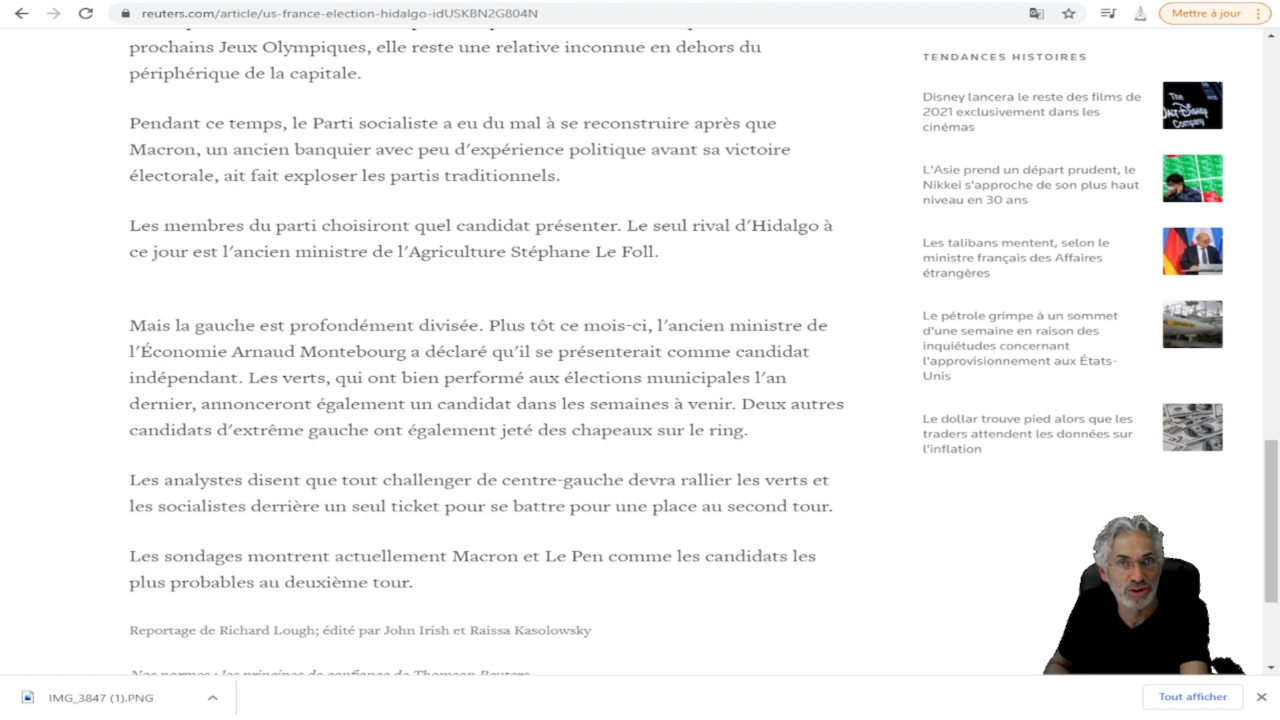 reuters.com/article/us-france-election-hidalgo-idUSKBN2G804N
Mettre à jour
prochains Jeux Olympiques, elle reste une relative inconnue en dehors du
périphérique de la capitale.
Pendant ce temps, le Parti socialiste a eu du mal à se reconstruire après que
Macron, un ancien banquier avec peu d'expérience politique avant sa victoire
électorale, ait fait exploser les partis traditionnels.
Les membres du parti choisiront quel candidat présenter. Le seul rival d'Hidalgo à
ce jour est l'ancien ministre de l'Agriculture Stéphane Le Foll.
Mais la gauche est profondément divisée. Plus tôt ce mois-ci, l'ancien ministre de
l'Économie Arnaud Montebourg a déclaré qu'il se présenterait comme candidat
indépendant. Les verts, qui ont bien performé aux élections municipales l'an
dernier, annonceront également un candidat dans les semaines à venir. Deux autres
candidats d'extrême gauche ont également jeté des chapeaux sur le ring.
Les analystes disent que tout challenger de centre-gauche devra rallier les verts et
les socialistes derrière un seul ticket pour se battre pour une place au second tour.
Les sondages montrent actuellement Macron et Le Pen comme les candidats les
plus probables au deuxième tour.
Reportage de Richard Lough; édité par John Irish et Raissa Kasolowsky
Nos normes : les principes de confiance de Thomson Reuters
TENDANCES HISTOIRES
Disney lancera le reste des films de
2021 exclusivement dans les
cinémas
The
Walt Disney
Company
L'Asie prend un départ prudent, le
Nikkei s'approche de son plus haut
niveau en 30 ans
Les talibans mentent, selon le
ministre français des Affaires
étrangères
Le pétrole grimpe à un sommet
d'une semaine en raison des
inquiétudes concernant
l'approvisionnement aux États-
Unis
Le dollar trouve pied alors que les
traders attendent les données sur
l'inflation
IMG_3847 (1).PNG
Tout afficher